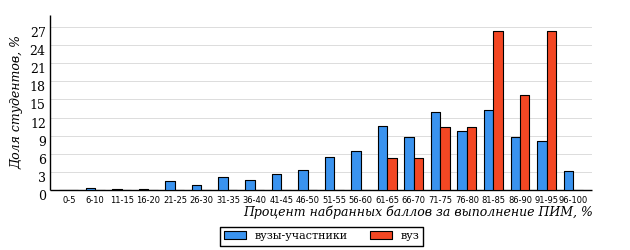 Доля студентов, %
27
24
21
18
15
12
9
6
3
0
0-5 6-10 11-15 16-20 21-25 26-30 31-35 36-40 41-45 46-50 51-55 56-60 61-65 66-70 71-75 76-80 81-85 86-90 91-95 96-100
Процент набранных баллов за выполнение ПИМ, %
вузы-участники вуз